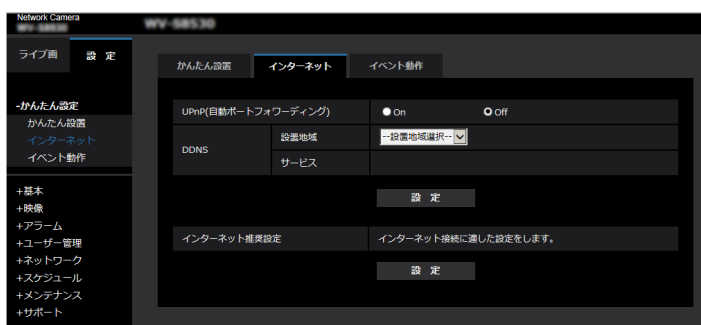 Network Camera
ライブ画
設 定
-かんたん設定
かんたん設置
インターネット
イベント動作
+基本
+映像
+アラーム
+ユーザー管理
+ネットワーク
+スケジュール
+メンテナンス
+サポート
かんたん設置
インターネット
イベント動作
UPnP(自動ポートフォワーディング)
On
Off
DDNS
設置地域
--設置地域選択--
サービス
設 定
インターネット推奨設定
インターネット接続に適した設定をします。
設 定